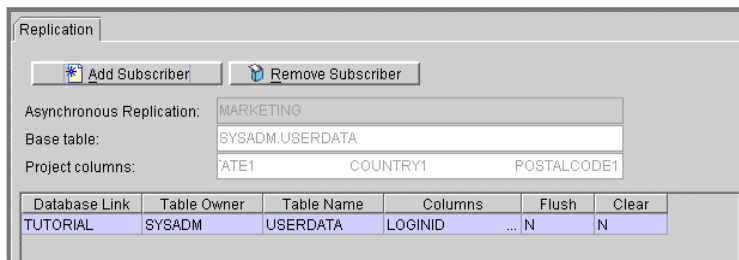 Replication
Add Subscriber Remove Subscriber
Asynchronous Replication: MARKETING
Base table: SYSADM.USERDATA
Project columns: TATE1 COUNTRY1 POSTALCODE1
Database Link Table Owner Table Name Columns Flush Clear
TUTORIAL SYSADM USERDATA LOGINID ... N N